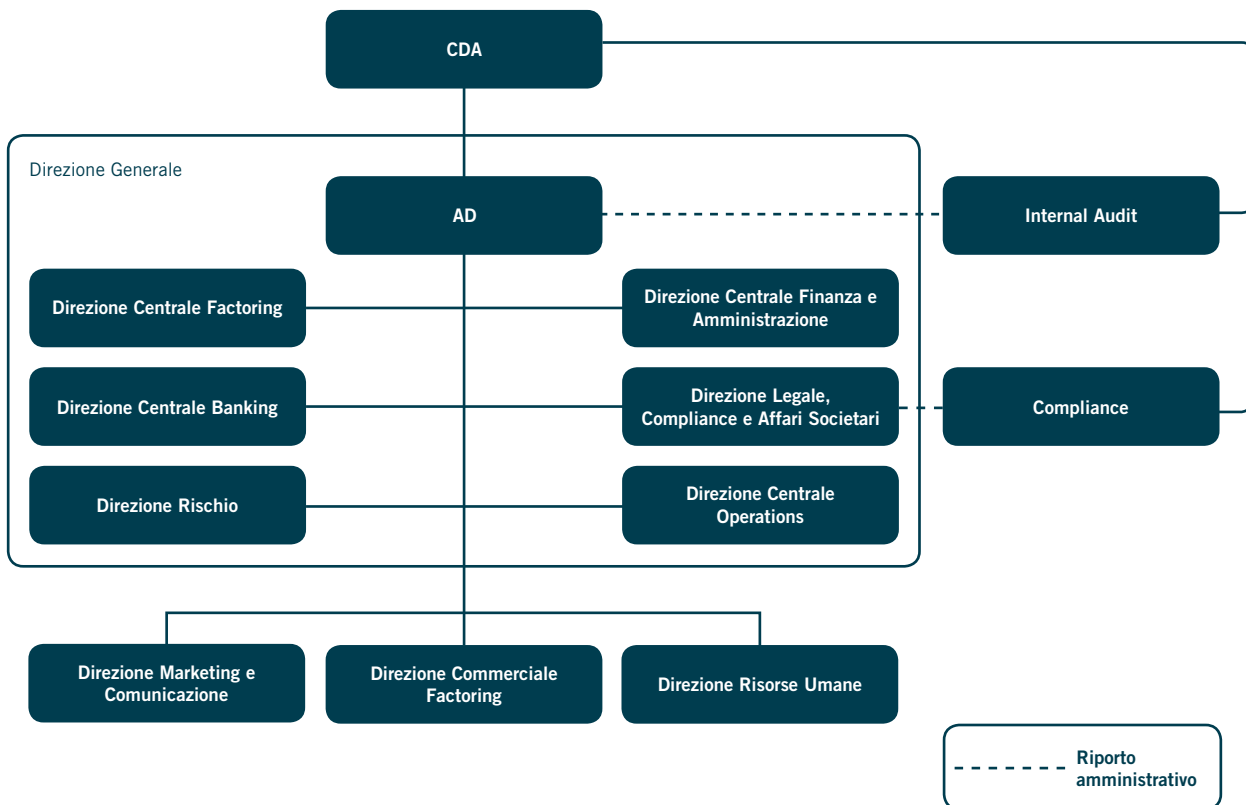 CDA
Direzione Generale
AD
Internal Audit
Direzione Centrale Factoring
Direzione Centrale Finanza e
Amministrazione
Direzione Centrale Banking
Direzione Legale,
Compliance e Affari Societari
Compliance
Direzione Rischio
Direzione Centrale
Operations
Direzione Marketing e
Comunicazione
Direzione Commerciale
Factoring
Direzione Risorse Umane
Riporto
amministrativo